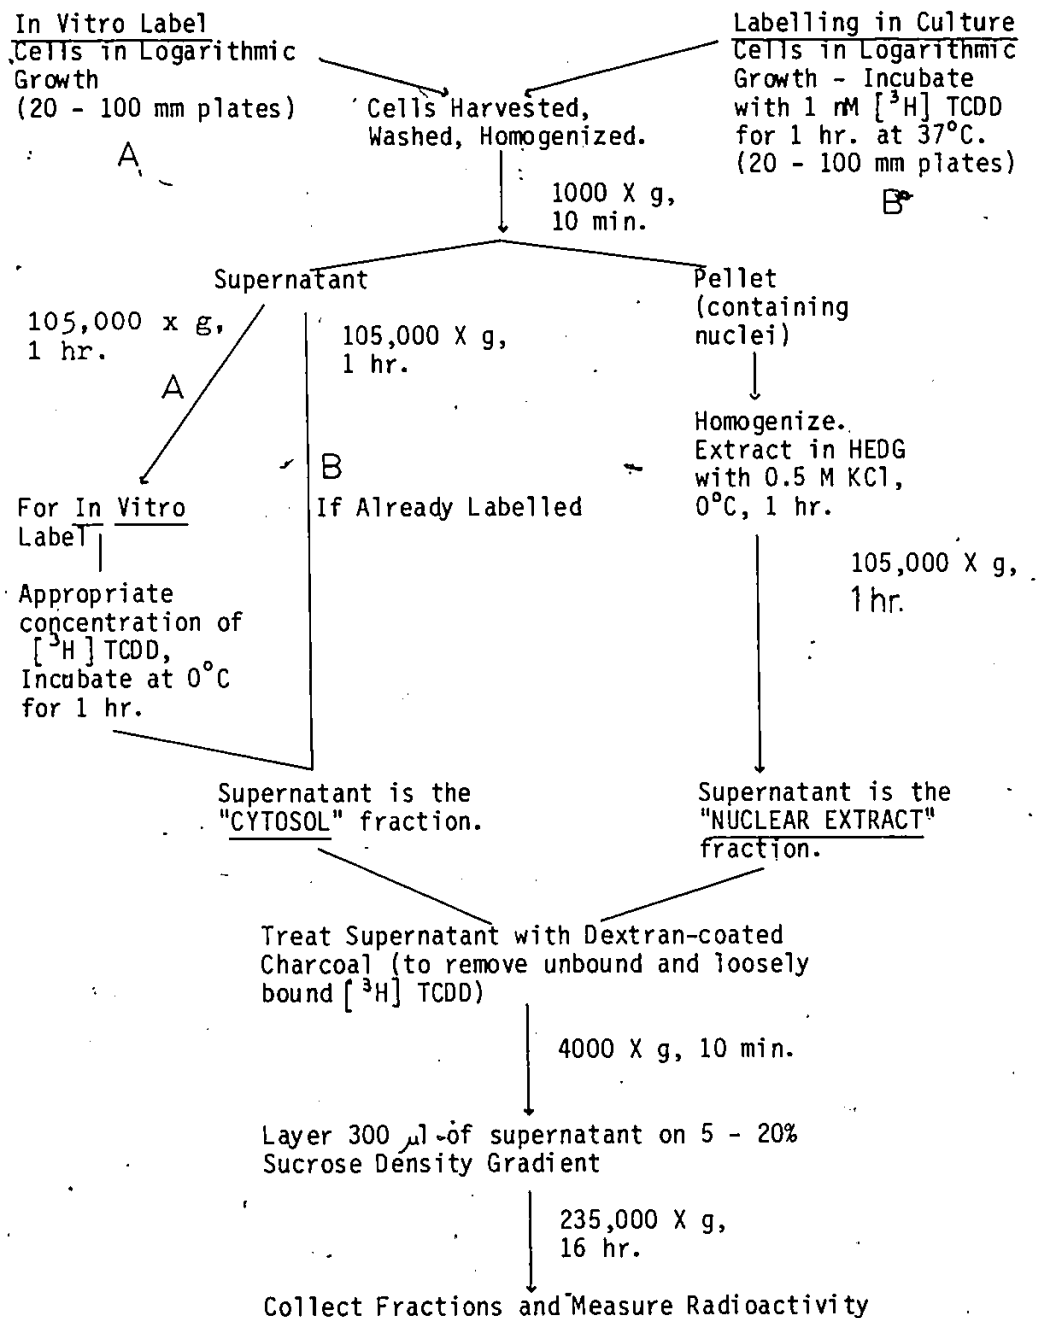 In Vitro Label
Cells in Logarithmic
Growth
(20 - 100 mm plates)
A
Labelling in Culture
Cells in Logarithmic
Growth - Incubate
with 1 nM [³H] TCDD
for 1 hr. at 37°C.
(20 - 100 mm plates)
B
Cells Harvested,
Washed, Homogenized.
1000 X g,
10 min.
Supernatant
Pellet
(containing
nuclei)
105,000 x g,
1 hr.
A
105,000 X g,
1 hr.
B
If Already Labelled
Homogenize.
Extract in HEDG
with 0.5 M KCl,
0°C, 1 hr.
For In Vitro
Label
105,000 X g,
1 hr.
Appropriate
concentration of
[³H] TCDD,
Incubate at 0°C
for 1 hr.
Supernatant is the
"CYTOSOL" fraction.
Supernatant is the
"NUCLEAR EXTRACT"
fraction.
Treat Supernatant with Dextran-coated
Charcoal (to remove unbound and loosely
bound [³H] TCDD)
4000 X g, 10 min.
Layer 300 µl of supernatant on 5 - 20%
Sucrose Density Gradient
235,000 X g,
16 hr.
Collect Fractions and Measure Radioactivity